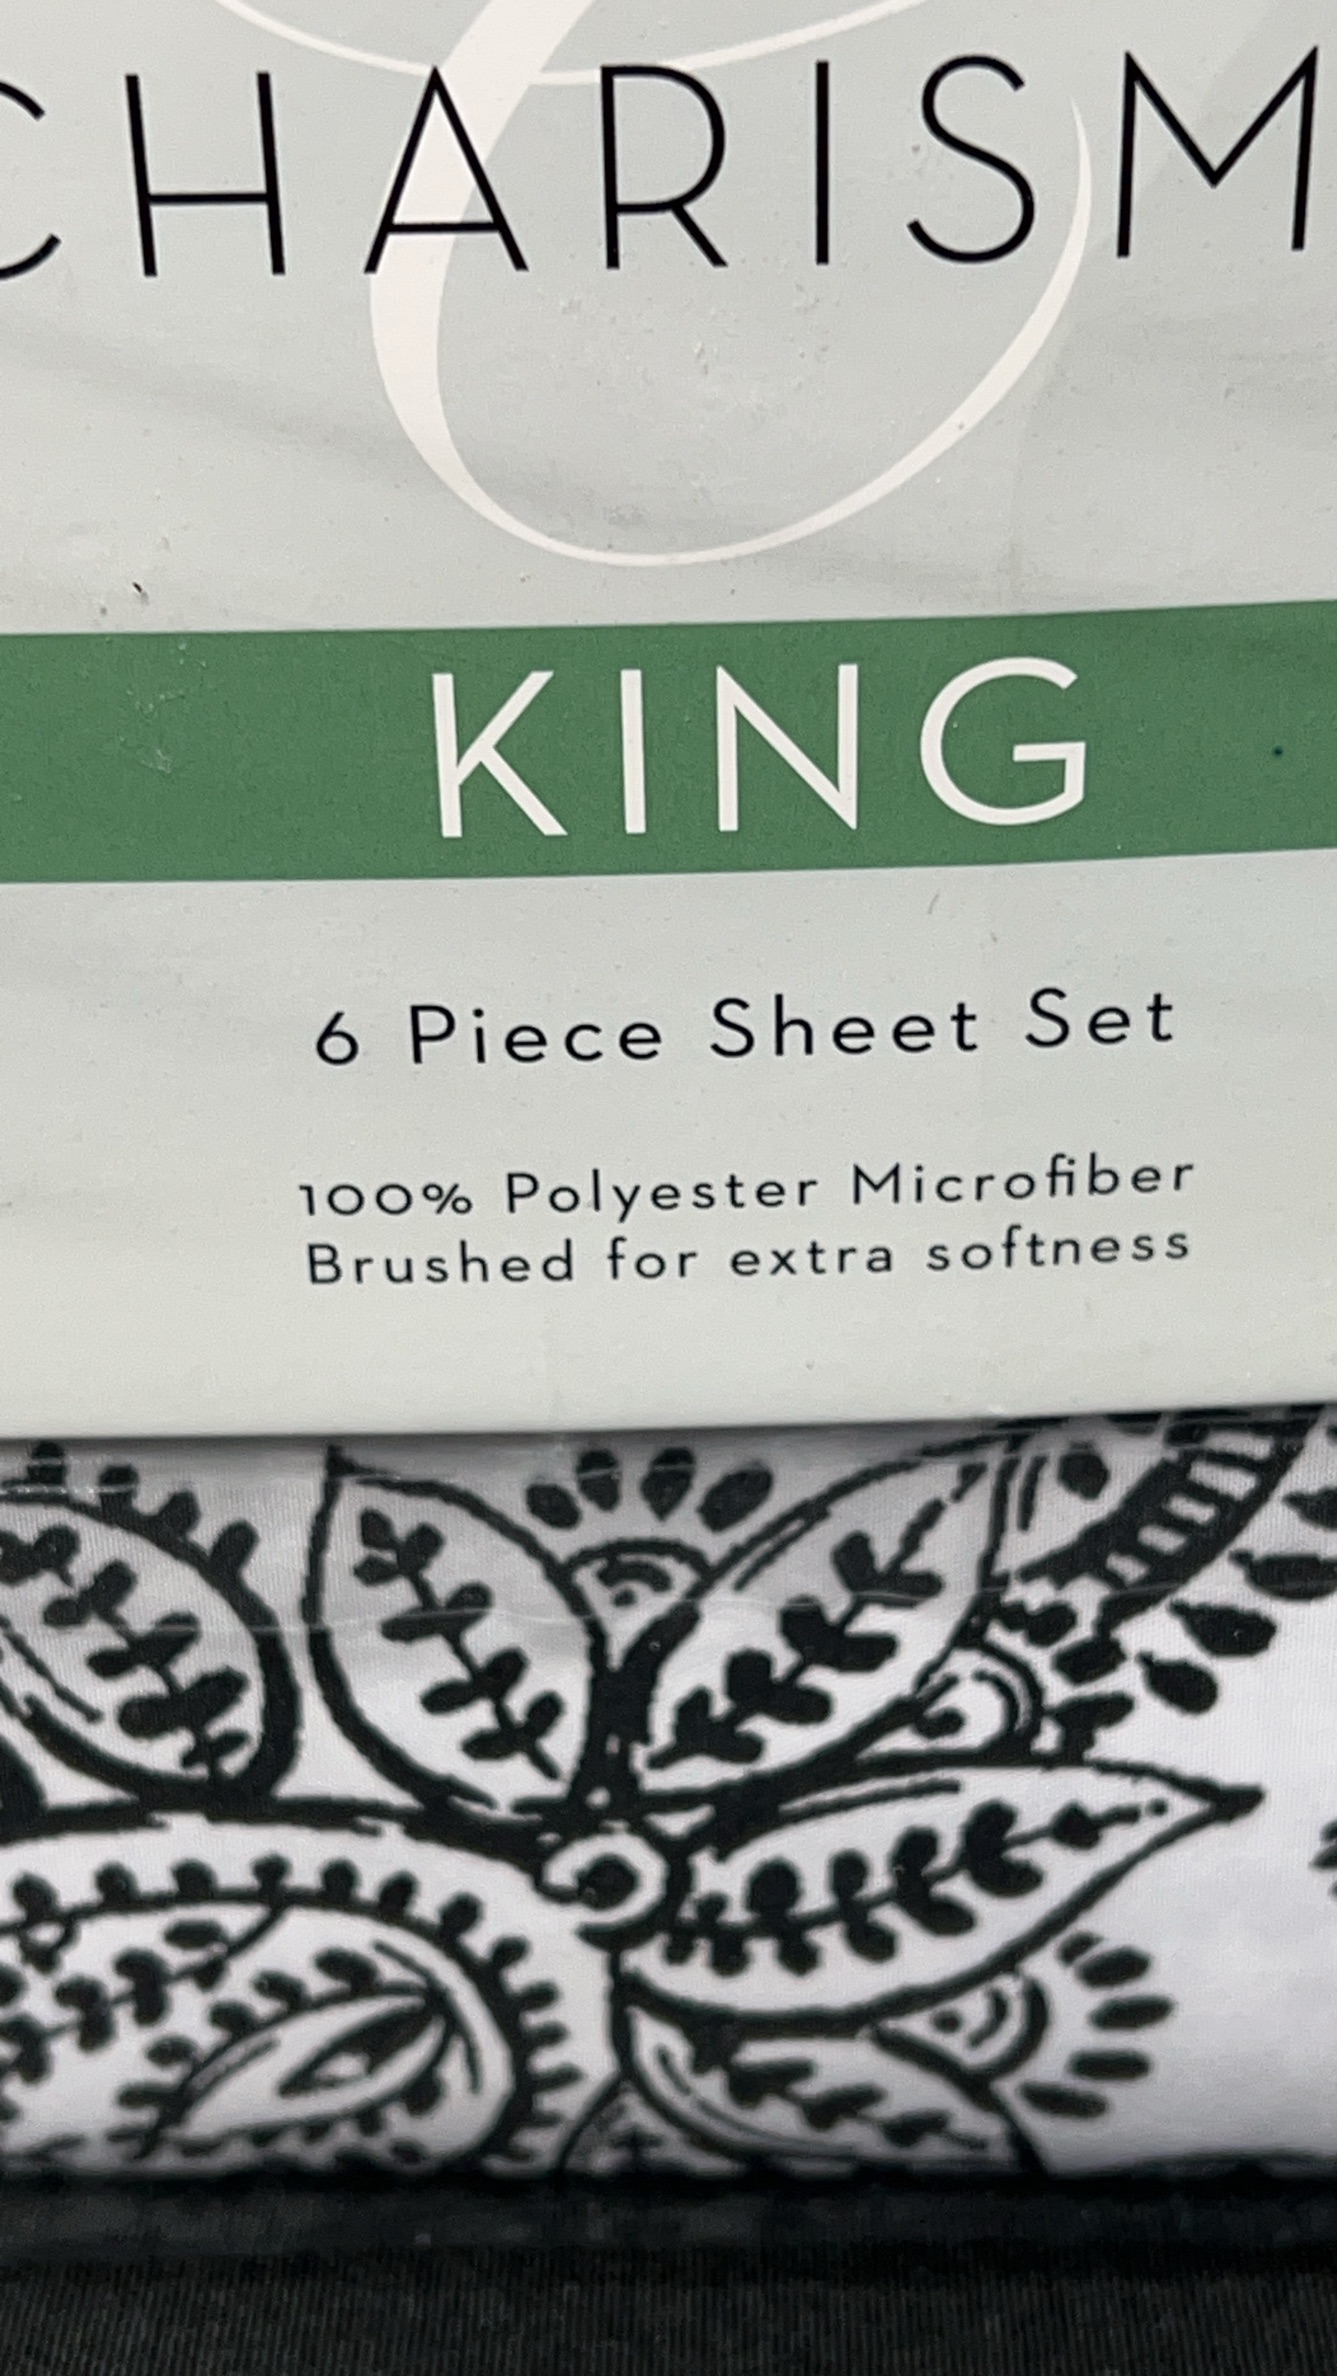 CHARISM
KING
6 Piece Sheet Set
100% Polyester Microfiber
Brushed for extra softness